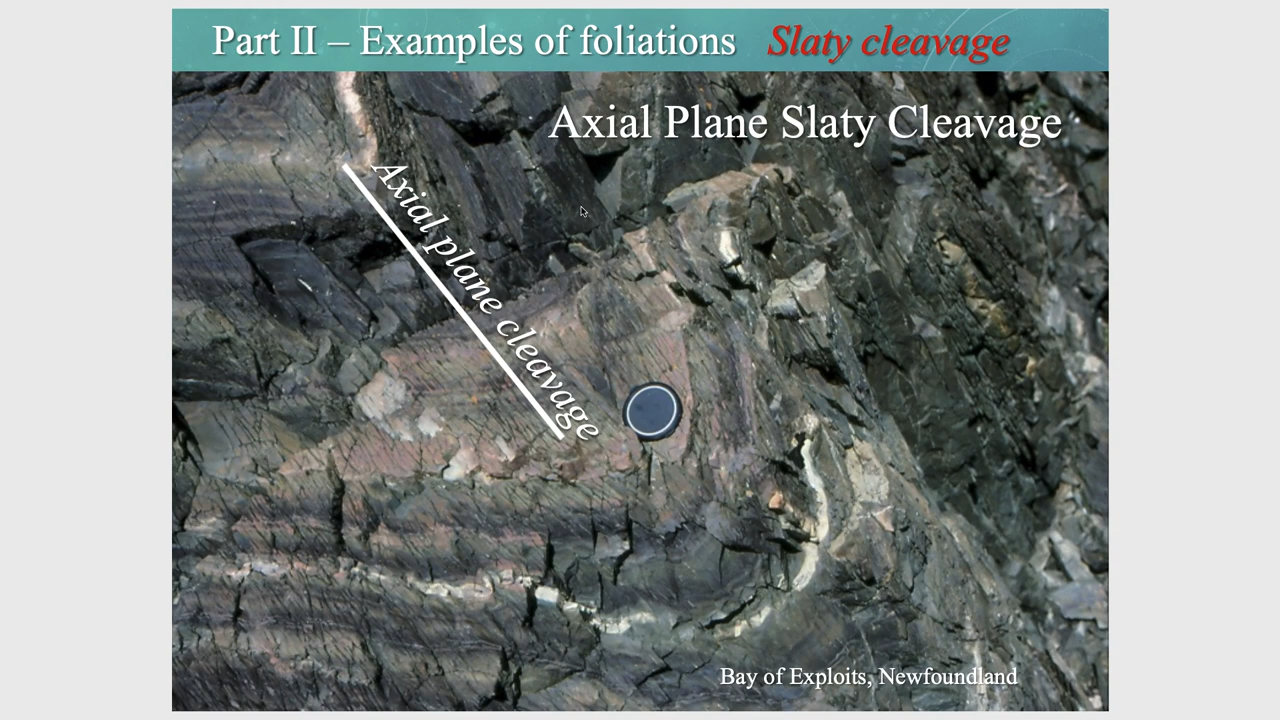 Part II – Examples of foliations Slaty cleavage
Axial Plane Slaty Cleavage
Axial plane cleavage
Bay of Exploits, Newfoundland